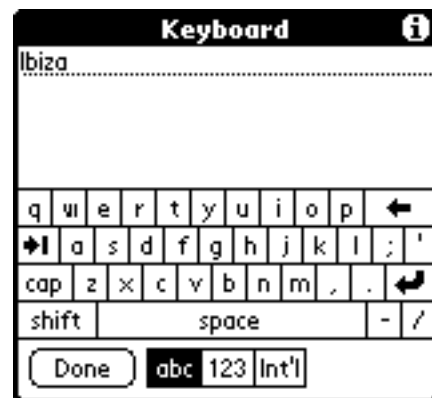 Keyboard
Ibiza
q w e r t y u i o p
a s d f g h j k l ; '
cap z x c v b n m , .
shift space - /
Done abc 123 Int'l